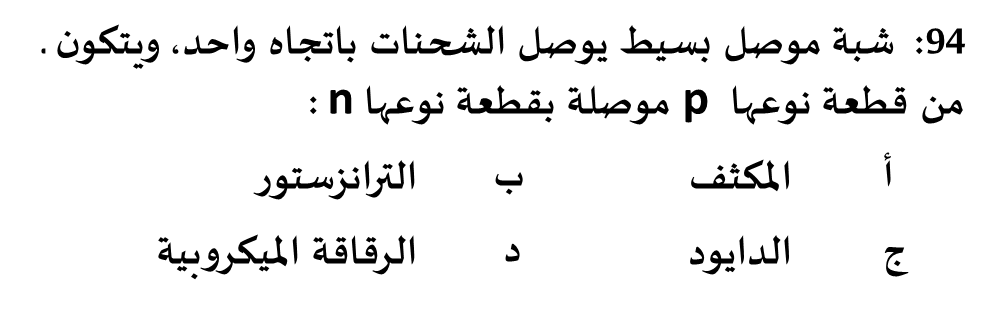 94: شبة موصل بسيط يوصل الشحنات باتجاه واحد، ويتكون .
من قطعة نوعها p موصلة بقطعة نوعها n :
أ المكثف ب الترانزستور
ج الدايود د الرقاقة الميكروبية